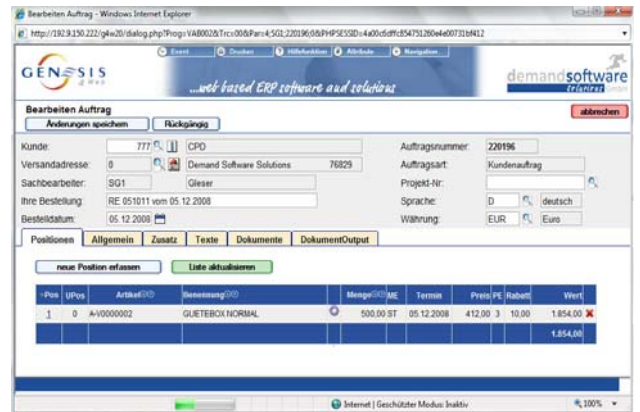 Bearbeiten Auftrag - Windows Internet Explorer
Event Drucken Hilfefunktion Attribute Navigation
GENESIS
4 Web
...web based ERP software and solutions
demandsoftware
solutions GmbH
Bearbeiten Auftrag abbrechen
Änderungen speichern Rückgängig
Kunde: 777 CPD Auftragsnummer: 220196
Versandadresse: 0 Demand Software Solutions 76829 Auftragsart: Kundenauftrag
Sachbearbeiter: SG1 Gleser Projekt-Nr:
Ihre Bestellung: RE 051011 vom 05.12.2008 Sprache: D deutsch
Bestelldatum: 05.12.2008 Währung: EUR Euro
Positionen Allgemein Zusatz Texte Dokumente DokumentOutput
neue Position erfassen Liste aktualisieren
Pos UPos Artikel Benennung Menge ME Termin Preis PE Rabatt Wert
1 0 A-V0000002 GUETEBOX NORMAL 500,00 ST 05.12.2008 412,00 3 10,00 1.854,00
1.854,00
Internet | Geschützter Modus: Inaktiv 100%